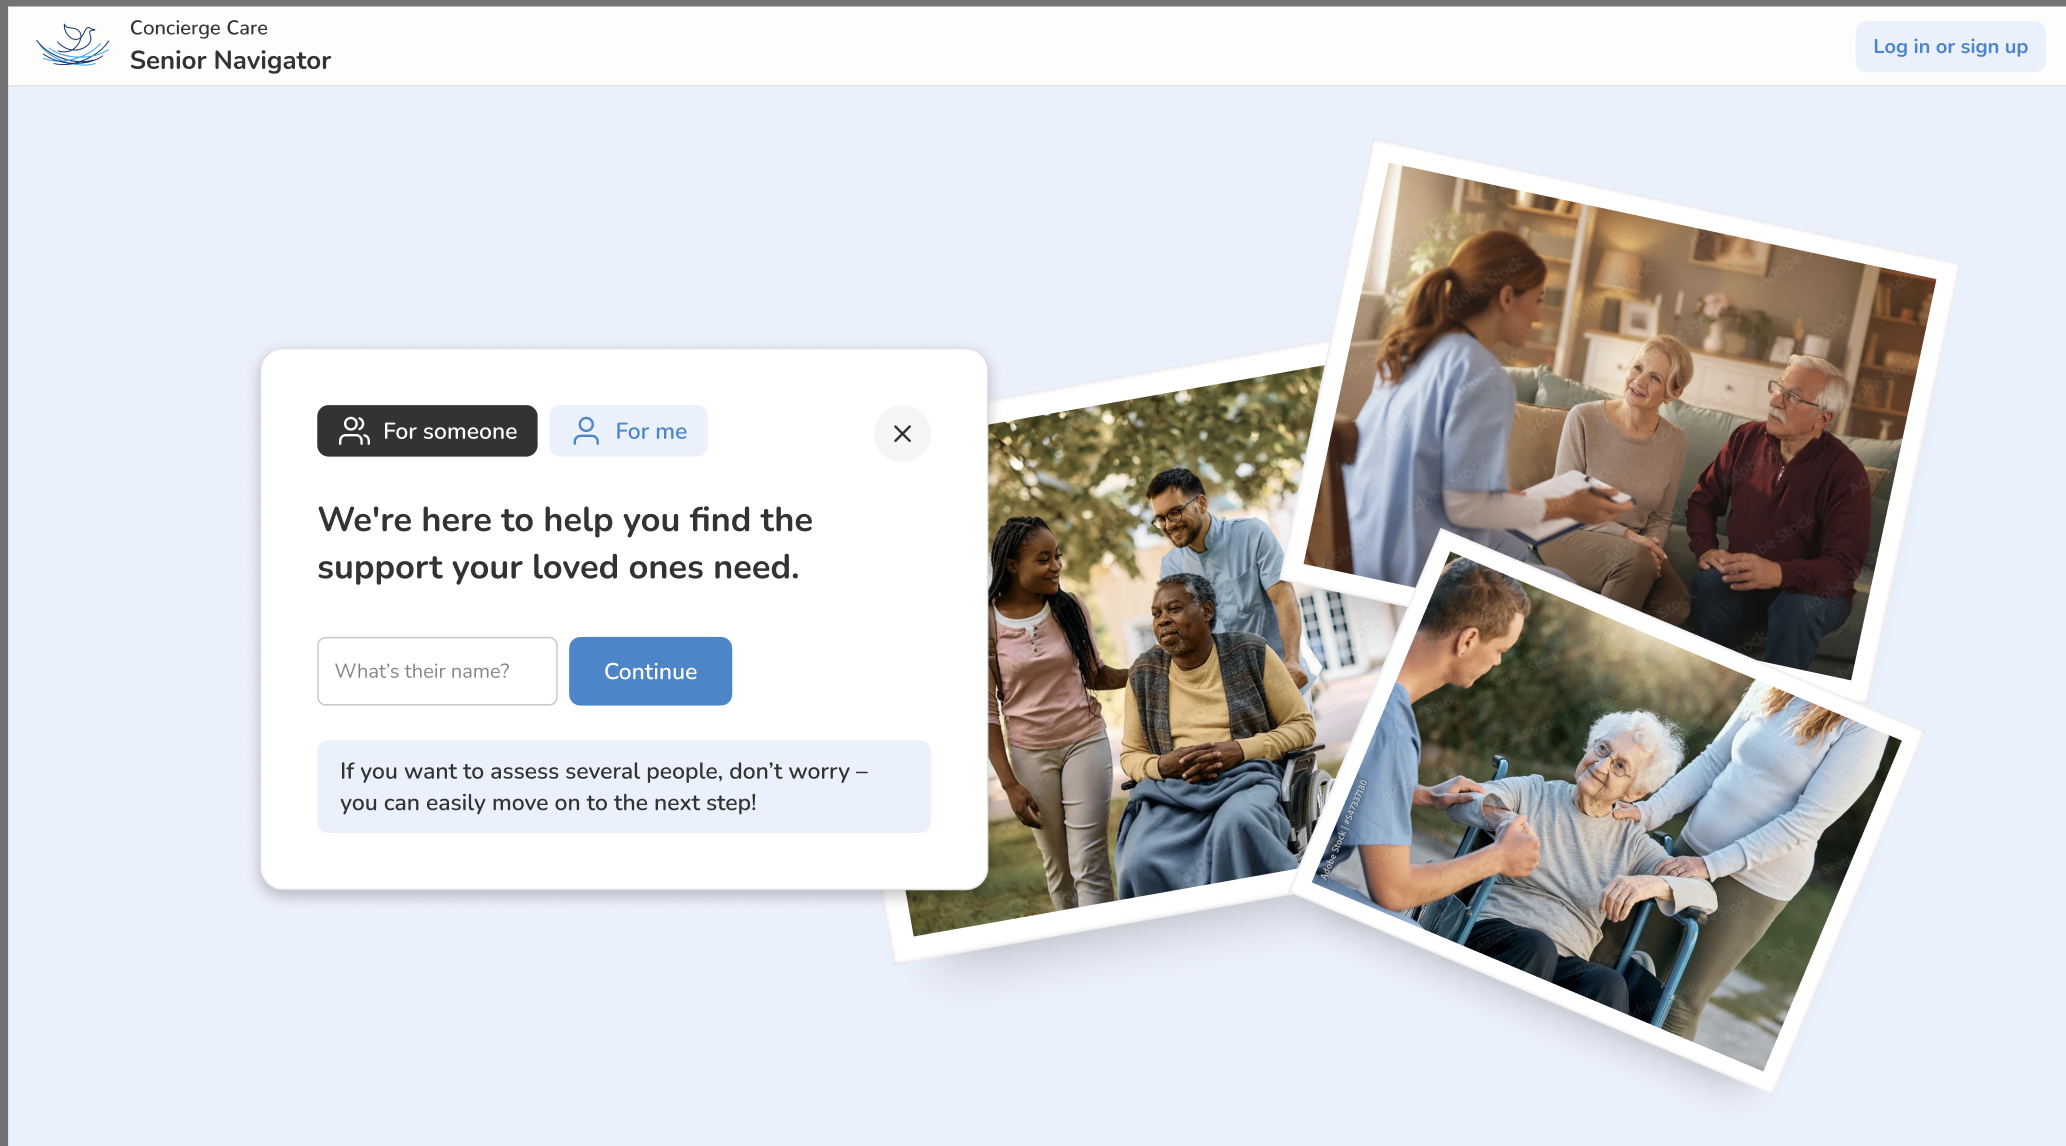 Concierge Care
Senior Navigator
Log in or sign up
For someone
For me
We're here to help you find the
support your loved ones need.
What's their name?
Continue
If you want to assess several people, don't worry –
you can easily move on to the next step!
Adobe Stock
Adobe Stock | #547337130